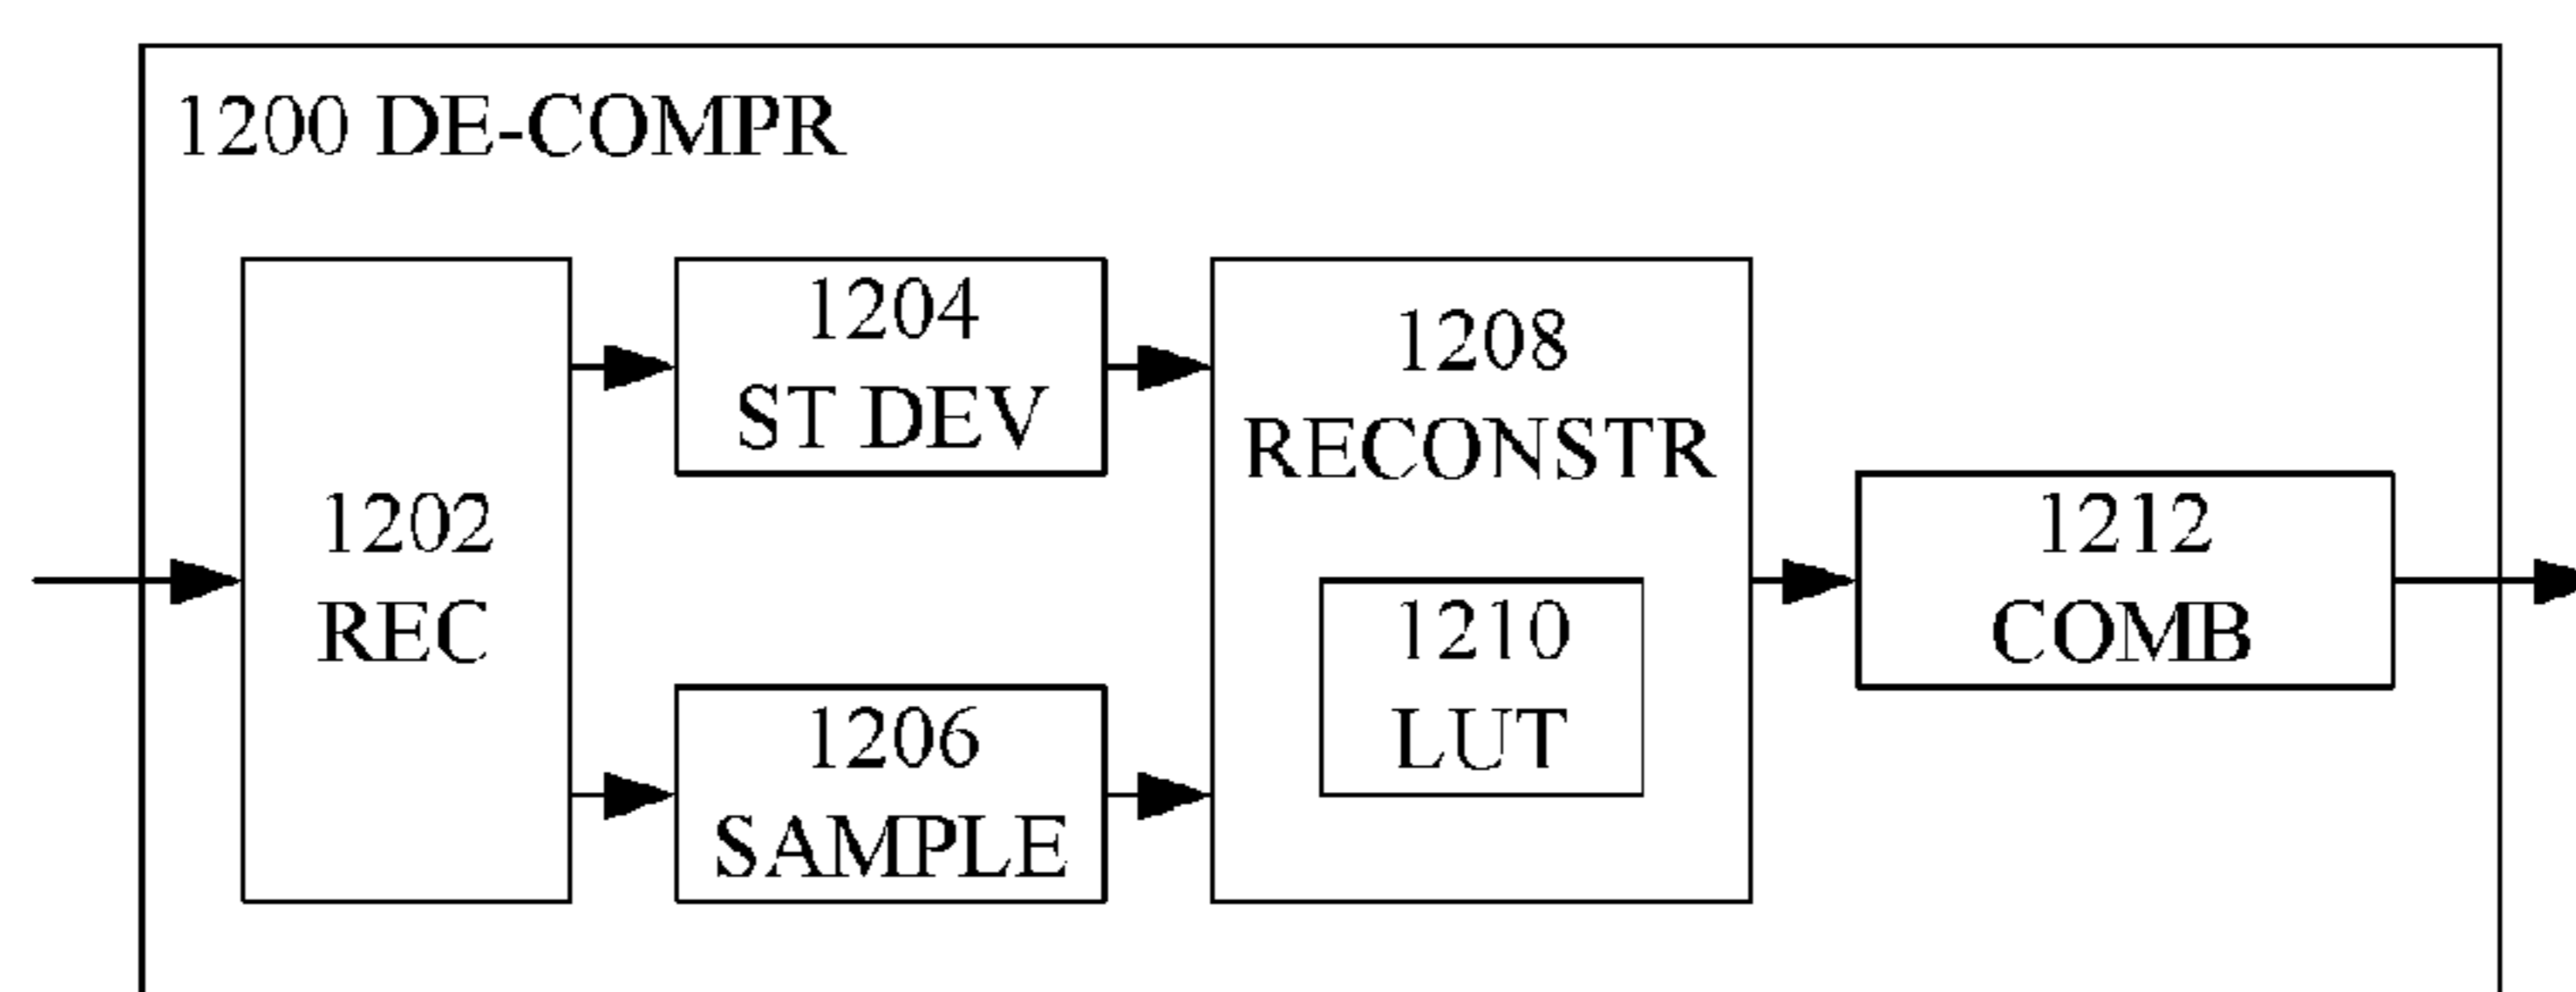 1200 DE-COMPR
1202
REC
1204
ST DEV
1206
SAMPLE
1208
RECONSTR
1210
LUT
1212
COMB